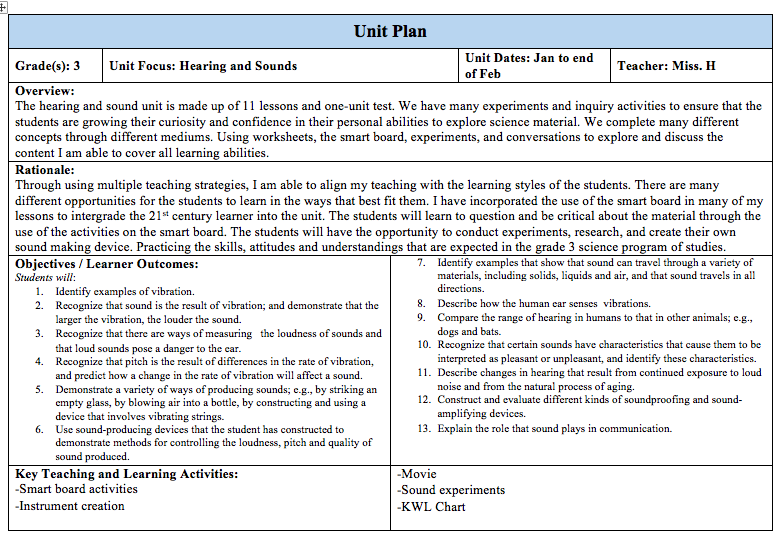 Unit Plan
Grade(s): 3
Unit Focus: Hearing and Sounds
Unit Dates: Jan to end
of Feb
Teacher: Miss. H
Overview:
The hearing and sound unit is made up of 11 lessons and one-unit test. We have many experiments and inquiry activities to ensure that the
students are growing their curiosity and confidence in their personal abilities to explore science material. We complete many different
concepts through different mediums. Using worksheets, the smart board, experiments, and conversations to explore and discuss the
content I am able to cover all learning abilities.
Rationale:
Through using multiple teaching strategies, I am able to align my teaching with the learning styles of the students. There are many
different opportunities for the students to learn in the ways that best fit them. I have incorporated the use of the smart board in many of my
lessons to intergrade the 21st century learner into the unit. The students will learn to question and be critical about the material through the
use of the activities on the smart board. The students will have the opportunity to conduct experiments, research, and create their own
sound making device. Practicing the skills, attitudes and understandings that are expected in the grade 3 science program of studies.
Objectives / Learner Outcomes:
Students will:
1. Identify examples of vibration.
2. Recognize that sound is the result of vibration; and demonstrate that the
larger the vibration, the louder the sound.
3. Recognize that there are ways of measuring the loudness of sounds and
that loud sounds pose a danger to the ear.
4. Recognize that pitch is the result of differences in the rate of vibration,
and predict how a change in the rate of vibration will affect a sound.
5. Demonstrate a variety of ways of producing sounds; e.g., by striking an
empty glass, by blowing air into a bottle, by constructing and using a
device that involves vibrating strings.
6. Use sound-producing devices that the student has constructed to
demonstrate methods for controlling the loudness, pitch and quality of
sound produced.
7. Identify examples that show that sound can travel through a variety of
materials, including solids, liquids and air, and that sound travels in all
directions.
8. Describe how the human ear senses vibrations.
9. Compare the range of hearing in humans to that in other animals; e.g.,
dogs and bats.
10. Recognize that certain sounds have characteristics that cause them to be
interpreted as pleasant or unpleasant, and identify these characteristics.
11. Describe changes in hearing that result from continued exposure to loud
noise and from the natural process of aging.
12. Construct and evaluate different kinds of soundproofing and sound-
amplifying devices.
13. Explain the role that sound plays in communication.
Key Teaching and Learning Activities:
-Smart board activities
-Instrument creation
-Movie
-Sound experiments
-KWL Chart